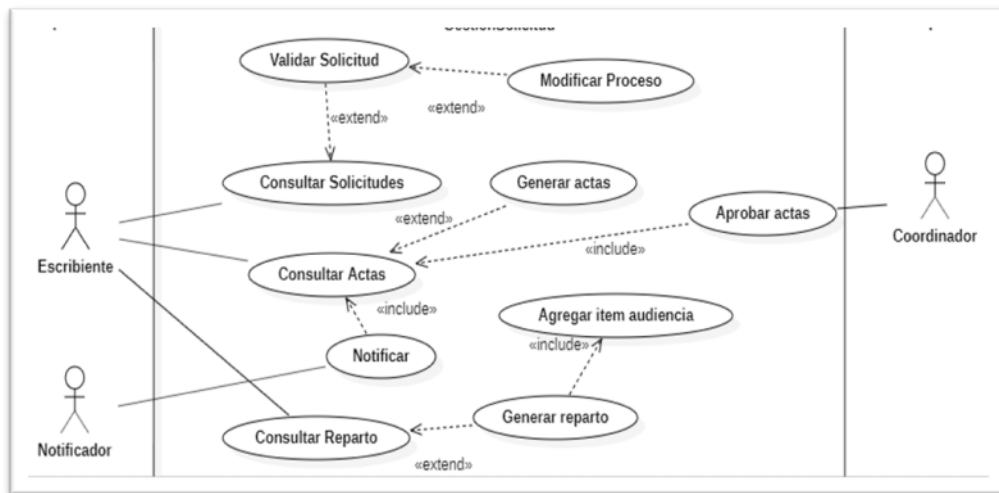 Validar Solicitud
Modificar Proceso
«extend»
«extend»
Consultar Solicitudes
Generar actas
Aprobar actas
«extend»
Coordinador
«include»
Escribiente
Consultar Actas
«include»
Agregar item audiencia
«include»
Notificar
Generar reparto
Consultar Reparto
Notificador
«extend»